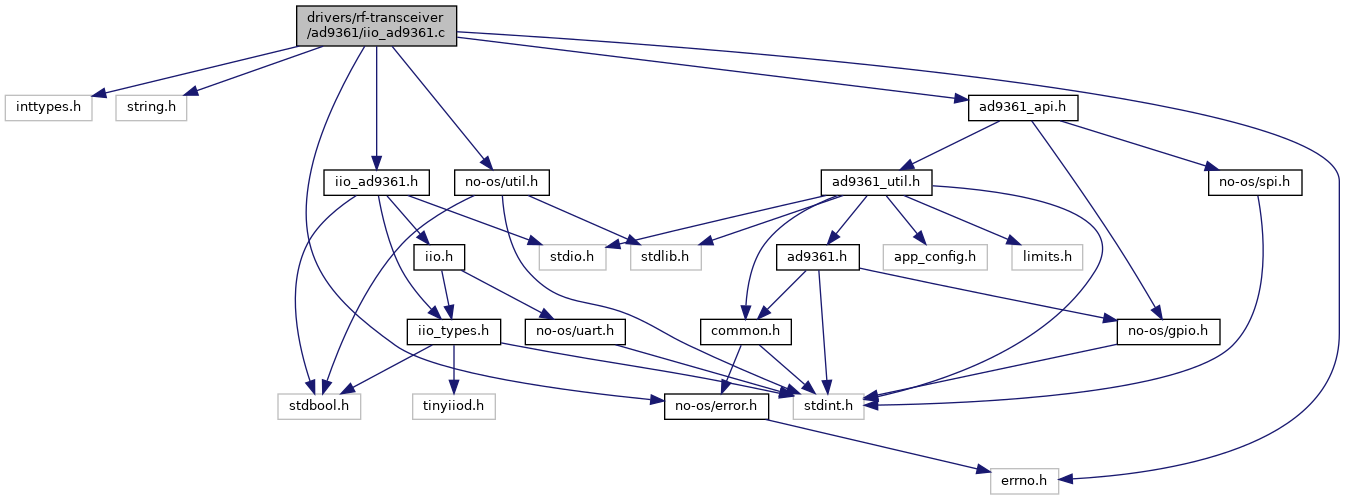 drivers/rf-transceiver
/ad9361/iio_ad9361.c
inttypes.h
string.h
ad9361_api.h
iio_ad9361.h
no-os/util.h
ad9361_util.h
no-os/spi.h
iio.h
stdio.h
stdlib.h
ad9361.h
app_config.h
limits.h
iio_types.h
no-os/uart.h
common.h
no-os/gpio.h
stdbool.h
tinyiiod.h
no-os/error.h
stdint.h
errno.h